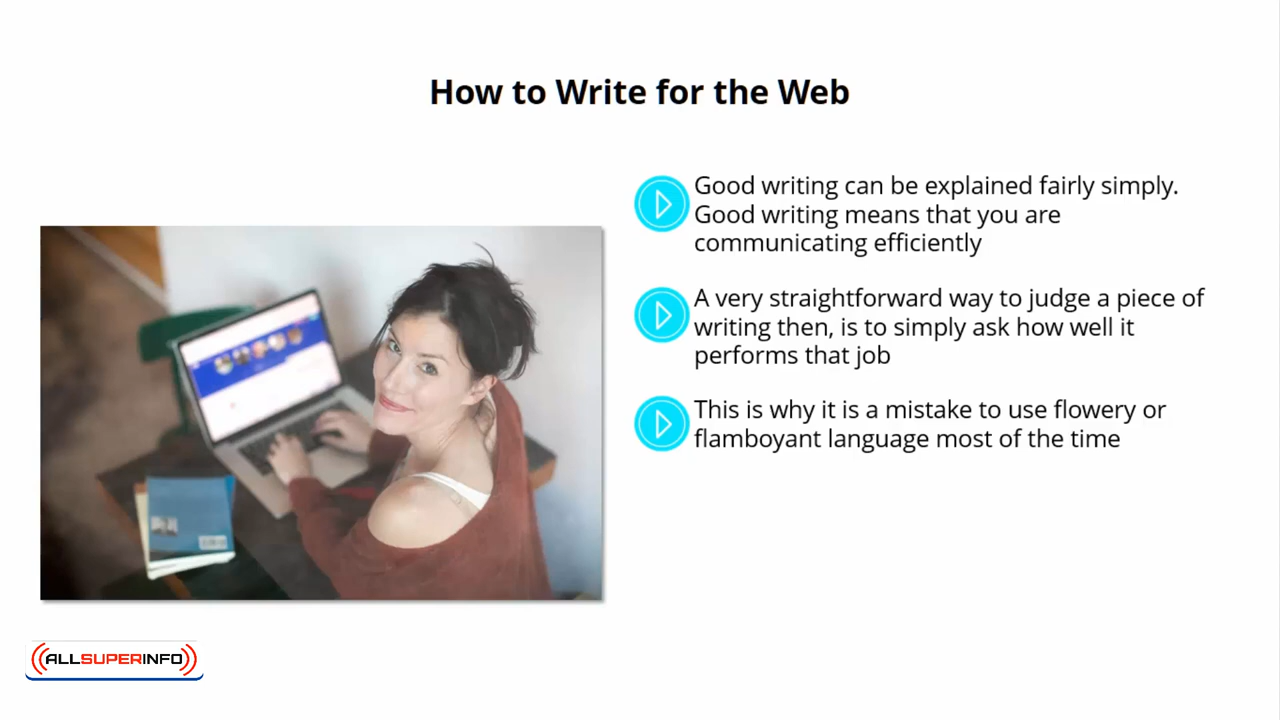 How to Write for the Web
Good writing can be explained fairly simply.
Good writing means that you are
communicating efficiently
A very straightforward way to judge a piece of
writing then, is to simply ask how well it
performs that job
This is why it is a mistake to use flowery or
flamboyant language most of the time
ALLSUPERINFO